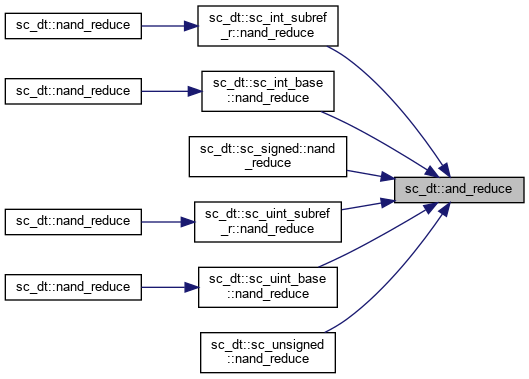 sc_dt::nand_reduce
sc_dt::sc_int_subref
_r::nand_reduce
sc_dt::nand_reduce
sc_dt::sc_int_base
::nand_reduce
sc_dt::sc_signed::nand
_reduce
sc_dt::and_reduce
sc_dt::nand_reduce
sc_dt::sc_uint_subref
_r::nand_reduce
sc_dt::nand_reduce
sc_dt::sc_uint_base
::nand_reduce
sc_dt::sc_unsigned
::nand_reduce